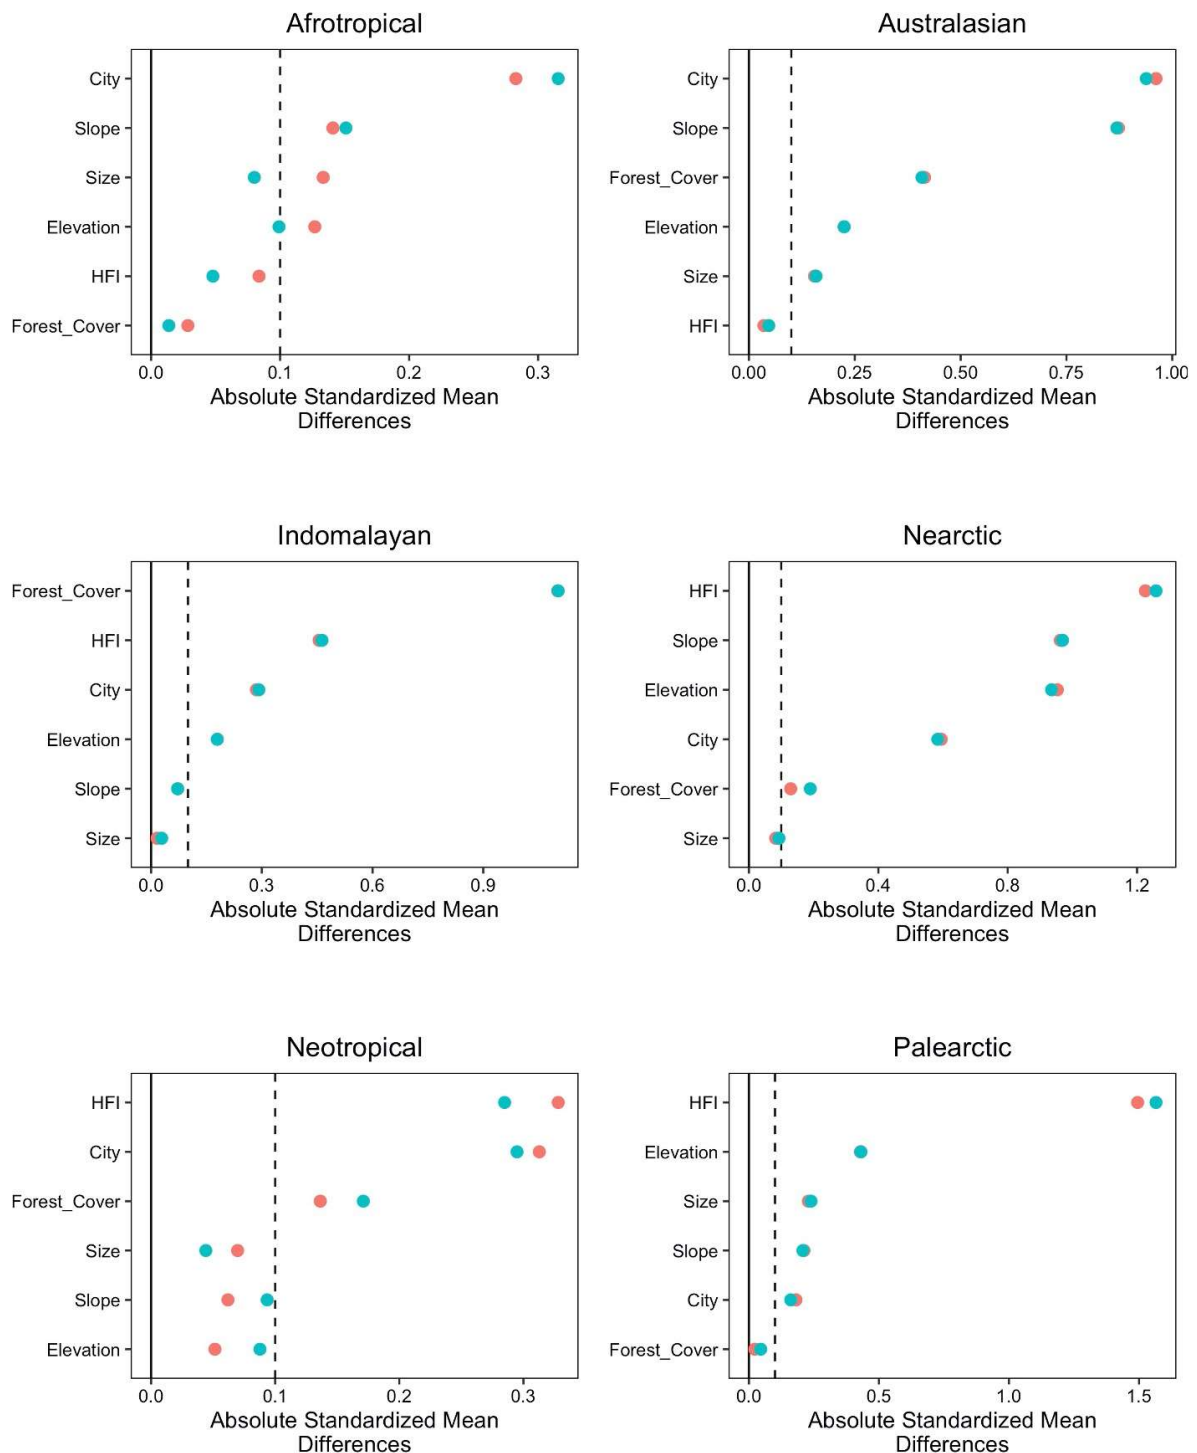 Afrotropical
City
Slope
Size
Elevation
HFI
Forest_Cover
0.0 0.1 0.2 0.3
Absolute Standardized Mean
Differences
Australasian
City
Slope
Forest_Cover
Elevation
Size
HFI
0.00 0.25 0.50 0.75 1.00
Absolute Standardized Mean
Differences
Indomalayan
Forest_Cover
HFI
City
Elevation
Slope
Size
0.0 0.3 0.6 0.9
Absolute Standardized Mean
Differences
Nearctic
HFI
Slope
Elevation
City
Forest_Cover
Size
0.0 0.4 0.8 1.2
Absolute Standardized Mean
Differences
Neotropical
HFI
City
Forest_Cover
Size
Slope
Elevation
0.0 0.1 0.2 0.3
Absolute Standardized Mean
Differences
Palearctic
HFI
Elevation
Size
Slope
City
Forest_Cover
0.0 0.5 1.0 1.5
Absolute Standardized Mean
Differences